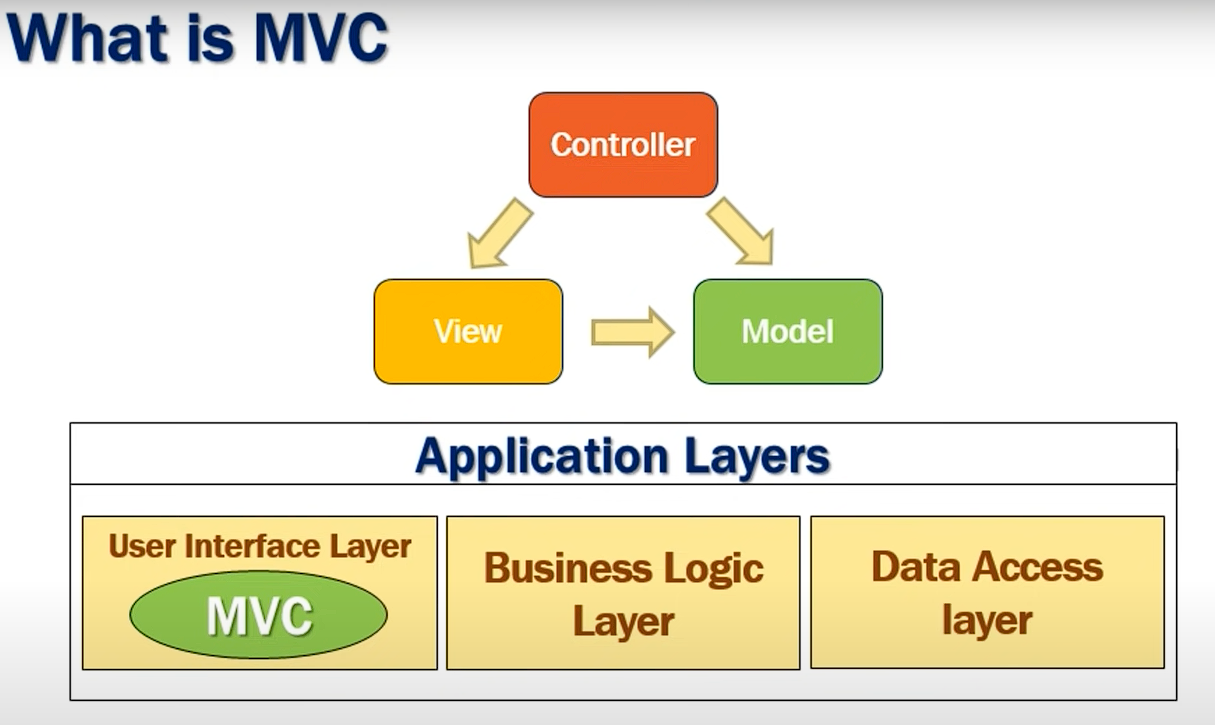 What is MVC
Controller
View
Model
Application Layers
User Interface Layer
MVC
Business Logic
Layer
Data Access
layer